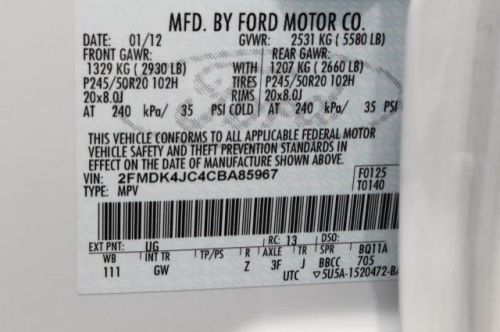 MFD. BY FORD MOTOR CO.
DATE: 01/12 GVWR: 2531 KG ( 5580 LB)
FRONT GAWR: REAR GAWR:
1329 KG ( 2930 LB) WITH 1207 KG ( 2660 LB)
P245/50R20 102H TIRES P245/50R20 102H
20x8.0J RIMS 20x8.0J
AT 240 kPa/ 35 PSI COLD AT 240 kPa/ 35 PSI
THIS VEHICLE CONFORMS TO ALL APPLICABLE FEDERAL MOTOR
VEHICLE SAFETY AND THEFT PREVENTION STANDARDS IN EFFECT
ON THE DATE OF MANUFACTURE SHOWN ABOVE.
VIN: 2FMDK4JC4CBA85967 F0125
TYPE: MPV T0140
EXT PNT: UG RC: 13 DSO:
WB INT TR TP/PS R AXLE TR SPR BQ11A
111 GW Z 3F J BBCC 705
UTC 5U5A-1520472-BA